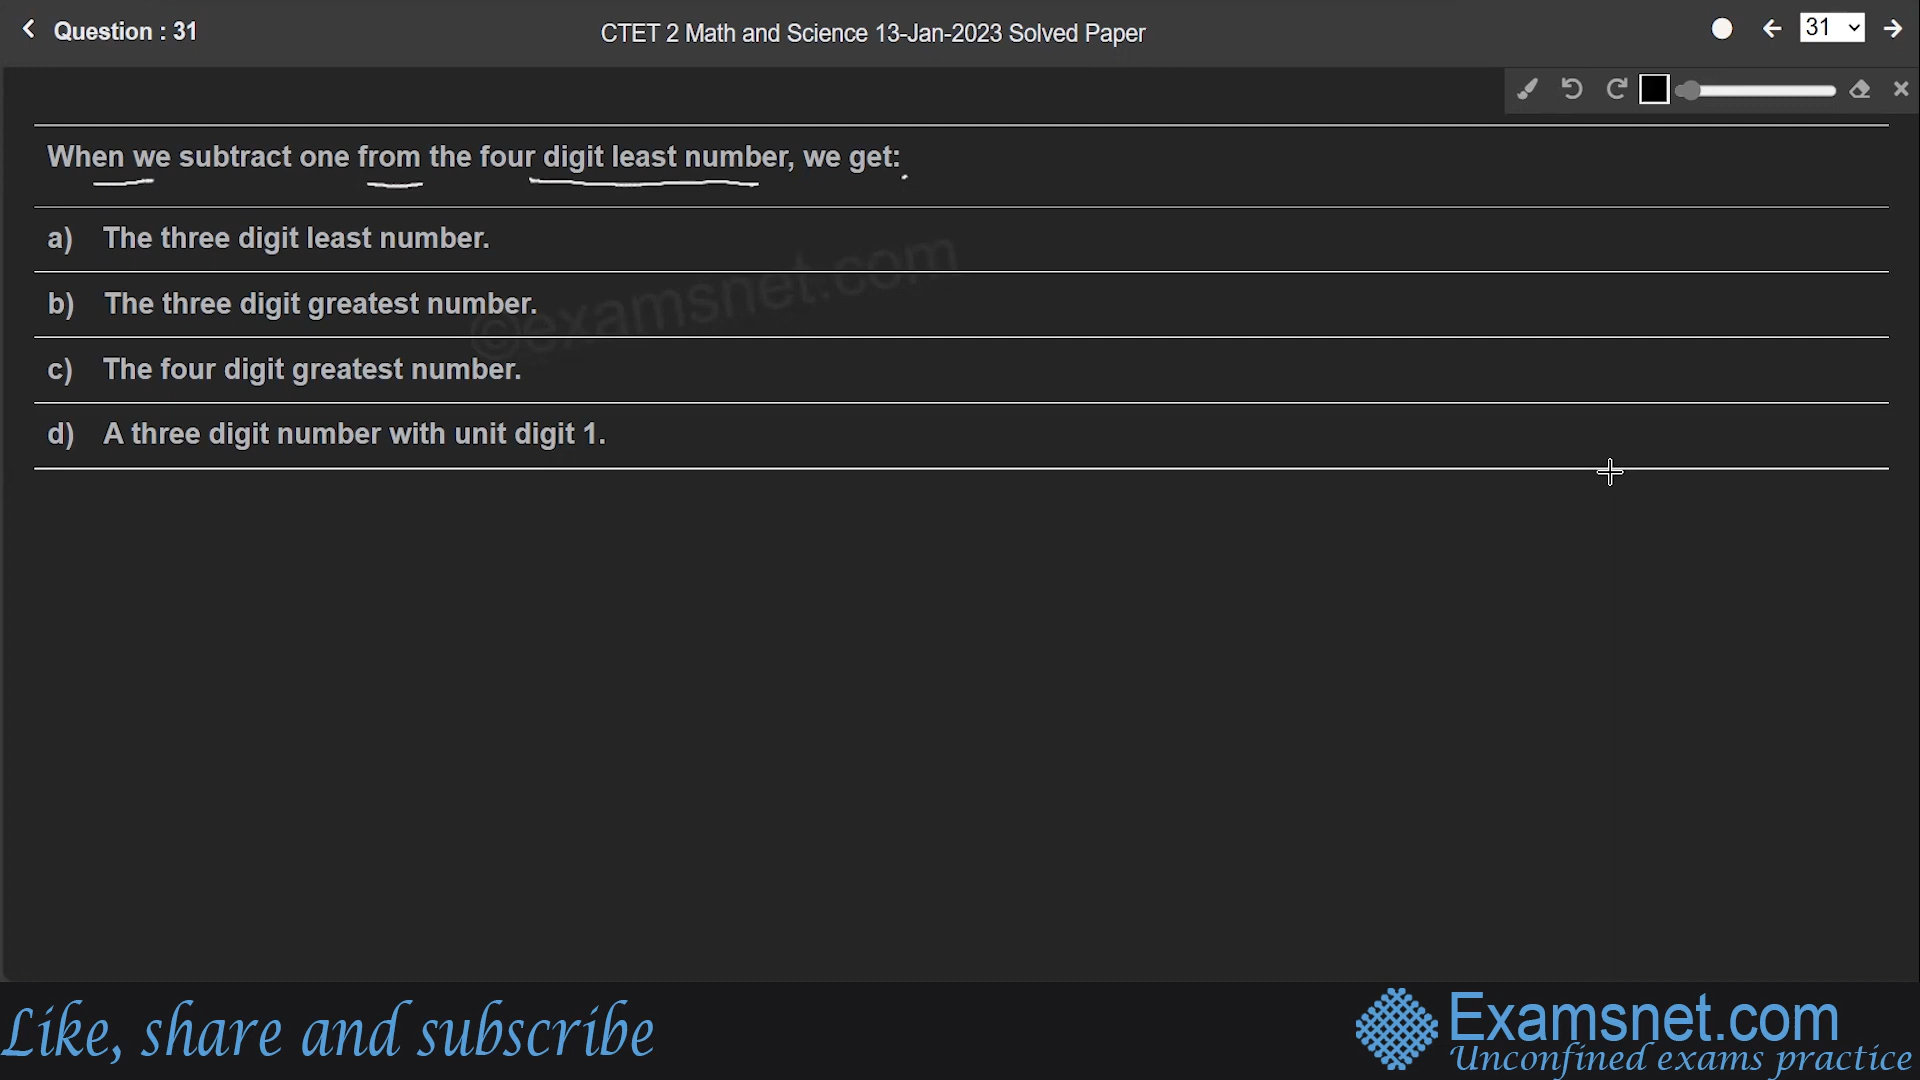 Question : 31
CTET 2 Math and Science 13-Jan-2023 Solved Paper
31
When we subtract one from the four digit least number, we get:
a) The three digit least number.
b) The three digit greatest number.
©examsnet.com
c) The four digit greatest number.
d) A three digit number with unit digit 1.
Like, share and subscribe
Examsnet.com
Unconfined exams practice